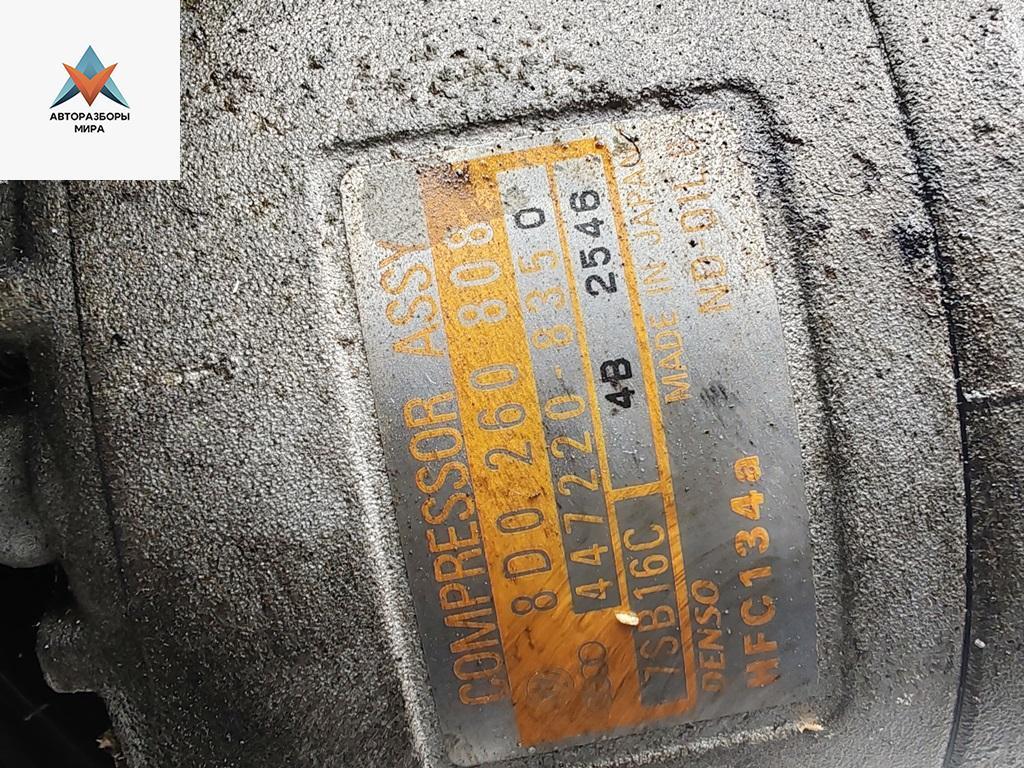 АВТОРАЗБОРЫ
МИРА
COMPRESSOR ASSY
8D0 260 808
447220-8350
7SB16C 4B 2546
DENSO MADE IN JAPAN
HFC134a ND-OIL 8